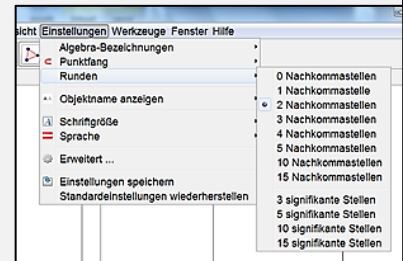 sicht Einstellungen Werkzeuge Fenster Hilfe
Algebra-Bezeichnungen
Punktfang
Runden
Objektname anzeigen
Schriftgröße
Sprache
Erweitert ...
Einstellungen speichern
Standardeinstellungen wiederherstellen
0 Nachkommastellen
1 Nachkommastelle
2 Nachkommastellen
3 Nachkommastellen
4 Nachkommastellen
5 Nachkommastellen
10 Nachkommastellen
15 Nachkommastellen
3 signifikante Stellen
5 signifikante Stellen
10 signifikante Stellen
15 signifikante Stellen